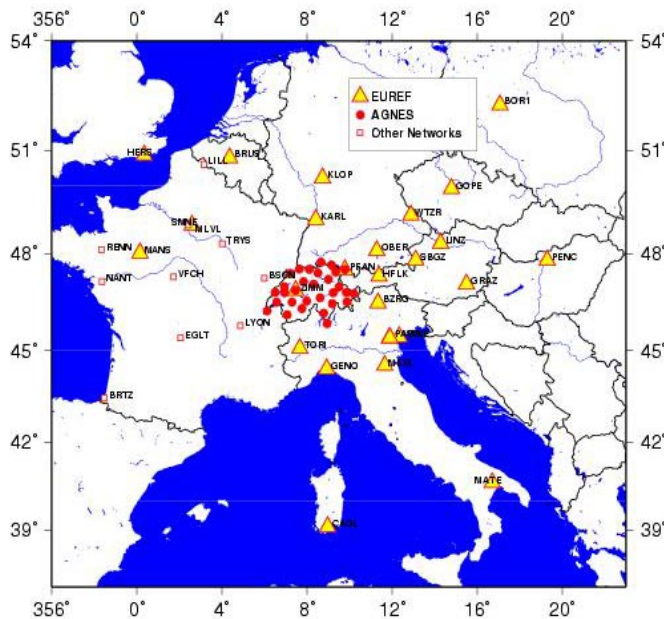 356° 0° 4° 8° 12° 16° 20°
54° 54°
EUREF
AGNES
Other Networks
BOR1
51° 51°
HERS LILL BRUS
KLOP
GOPE
SMNE MLVL KARL WTZR
TRYS LINZ
RENN MANS OBER SBGZ PENC
48° 48°
BSCN PFAN HFLK
NANT VFCH GRAZ
ZIMM BZRG
LYON
EGLT
45° 45°
TORI
GENO
BRTZ
42° 42°
MATE
39° 39°
CAGL
356° 0° 4° 8° 12° 16° 20°